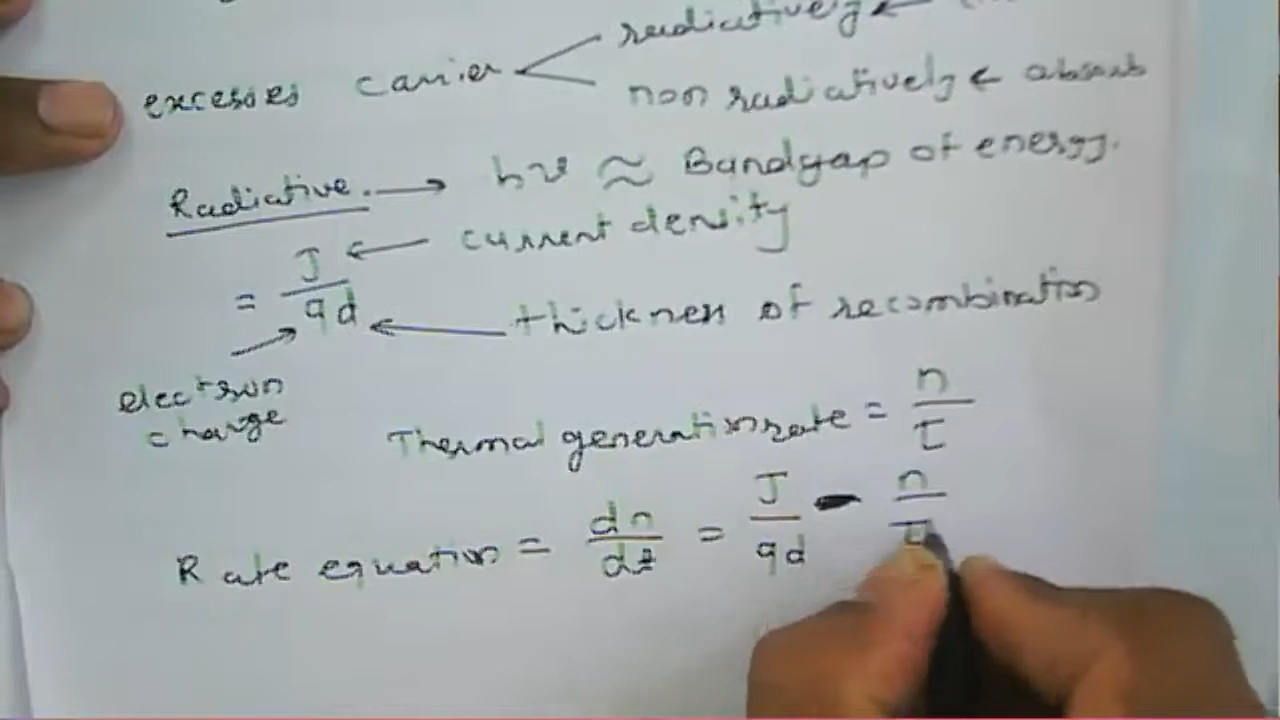 radiatively ←
excesses carrier
non radiatively ← absorb
Radiative. → hν ≈ Bandgap of energy.
= J/qd ← current density
← thickness of recombination
electron
charge
Thermal generation rate = n/τ
Rate equation = dn/dt = J/qd - n/τ